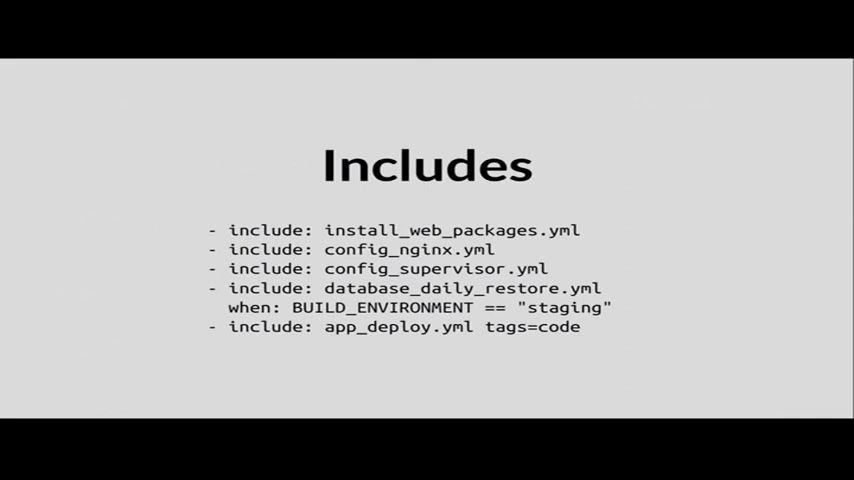 Includes
- include: install_web_packages.yml
- include: config_nginx.yml
- include: config_supervisor.yml
- include: database_daily_restore.yml
  when: BUILD_ENVIRONMENT == "staging"
- include: app_deploy.yml tags=code